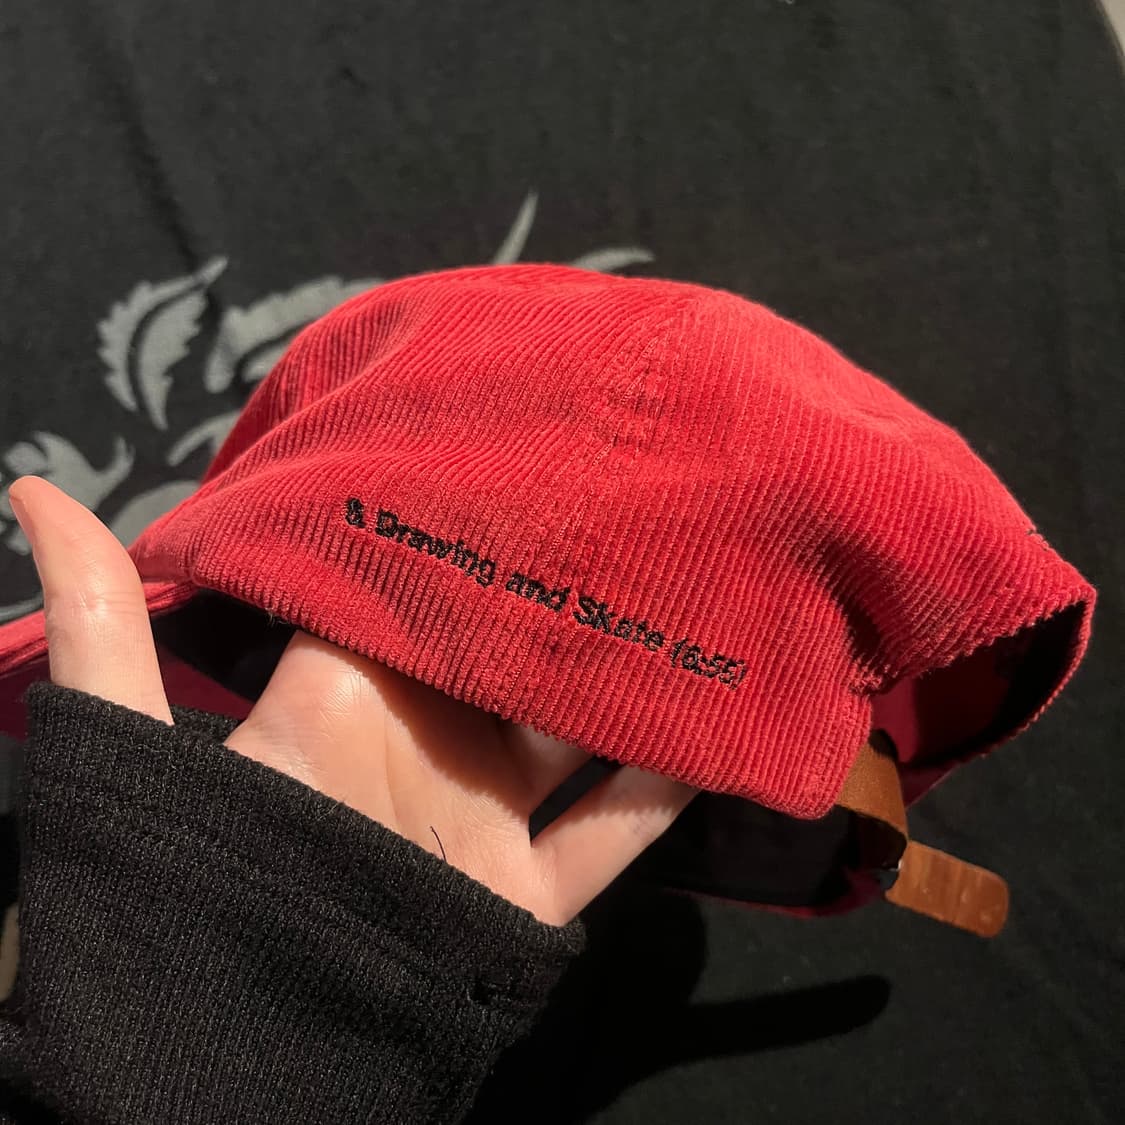 8. Drawing and Skate (6:55)